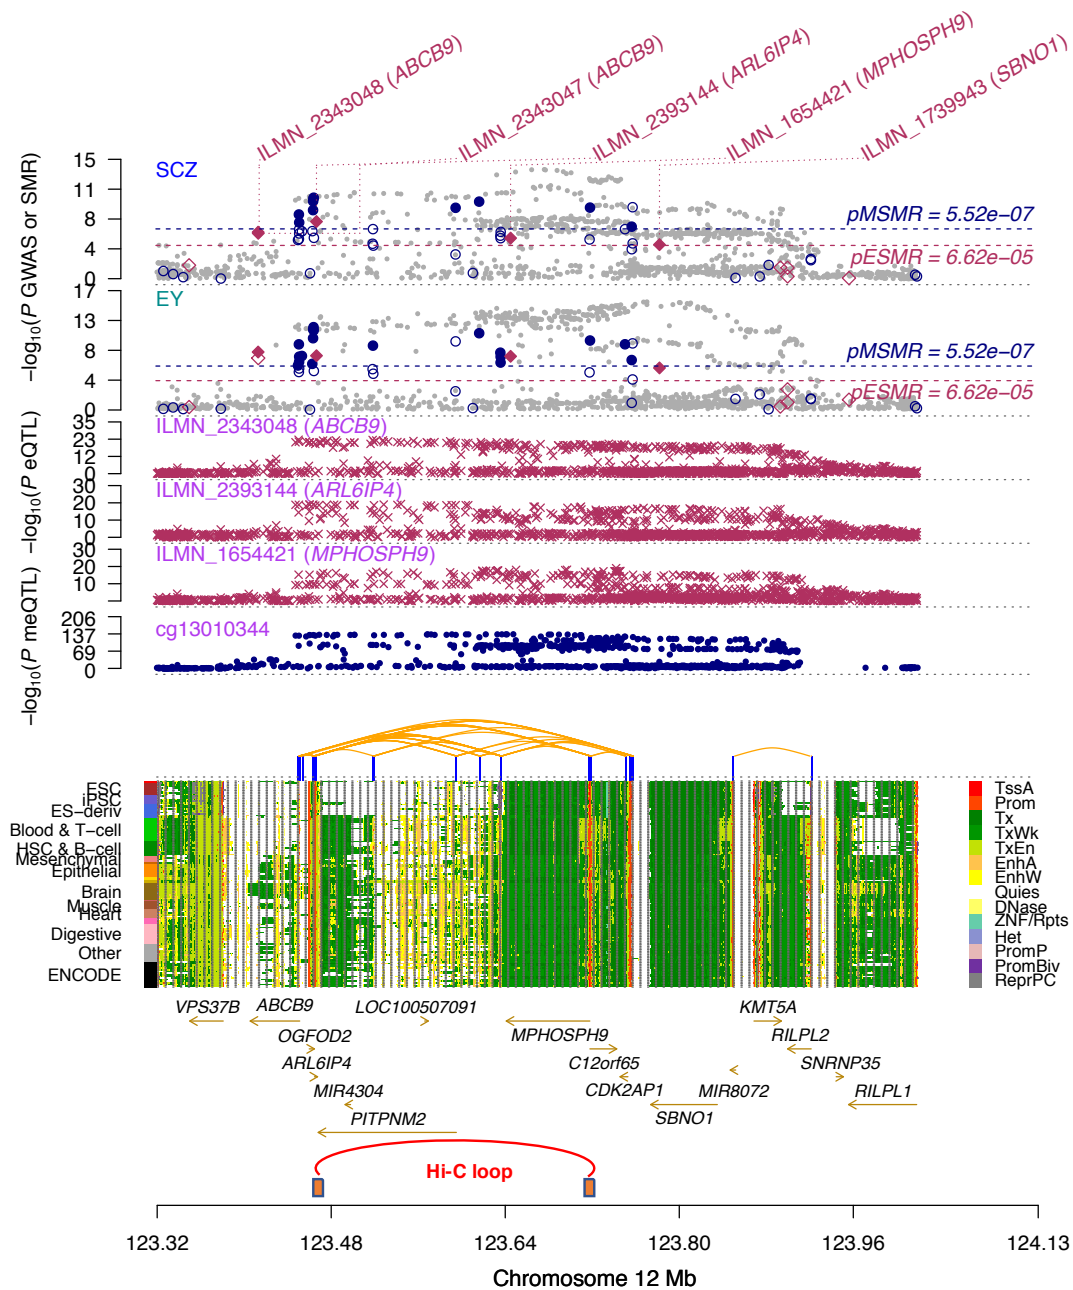 ILMN_2343048 (ABCB9)
ILMN_2343047 (ABCB9)
ILMN_2393144 (ARL6IP4)
ILMN_1654421 (MPHOSPH9)
ILMN_1739943 (SBNO1)
−log10(P GWAS or SMR)
15
11
8
4
0
SCZ
pMSMR = 5.52e−07
pESMR = 6.62e−05
17
13
8
4
0
EY
pMSMR = 5.52e−07
pESMR = 6.62e−05
−log10(P eQTL)
35
23
12
0
ILMN_2343048 (ABCB9)
30
20
10
0
ILMN_2393144 (ARL6IP4)
30
20
10
ILMN_1654421 (MPHOSPH9)
−log10(P meQTL)
206
137
69
0
cg13010344
ESC
iPSC
ES−deriv
Blood & T−cell
HSC & B−cell
Mesenchymal
Epithelial
Brain
Muscle
Heart
Digestive
Other
ENCODE
TssA
Prom
Tx
TxWk
TxEn
EnhA
EnhW
Quies
DNase
ZNF/Rpts
Het
PromP
PromBiv
ReprPC
VPS37B
ABCB9
LOC100507091
MPHOSPH9
KMT5A
OGFOD2
C12orf65
RILPL2
ARL6IP4
CDK2AP1
MIR8072
SNRNP35
MIR4304
SBNO1
RILPL1
PITPNM2
Hi-C loop
123.32
123.48
123.64
123.80
123.96
124.13
Chromosome 12 Mb